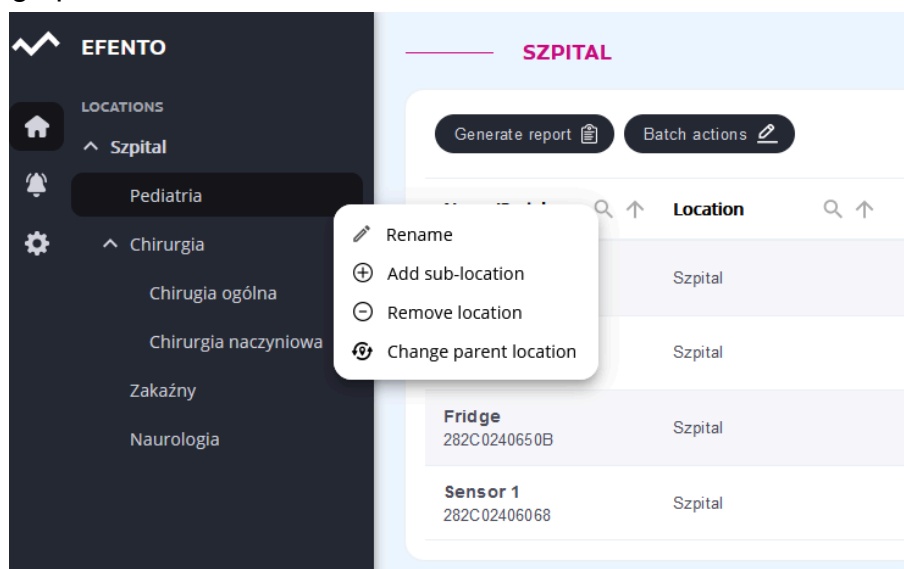 EFENTO
SZPITAL
LOCATIONS
Szpital
Generate report
Batch actions
Pediatria
Location
Rename
Chirurgia
Add sub-location
Szpital
Chirugia ogólna
Remove location
Chirurgia naczyniowa
Change parent location
Szpital
Zakaźny
Fridge
282C0240650B
Szpital
Naurologia
Sensor 1
282C02406068
Szpital